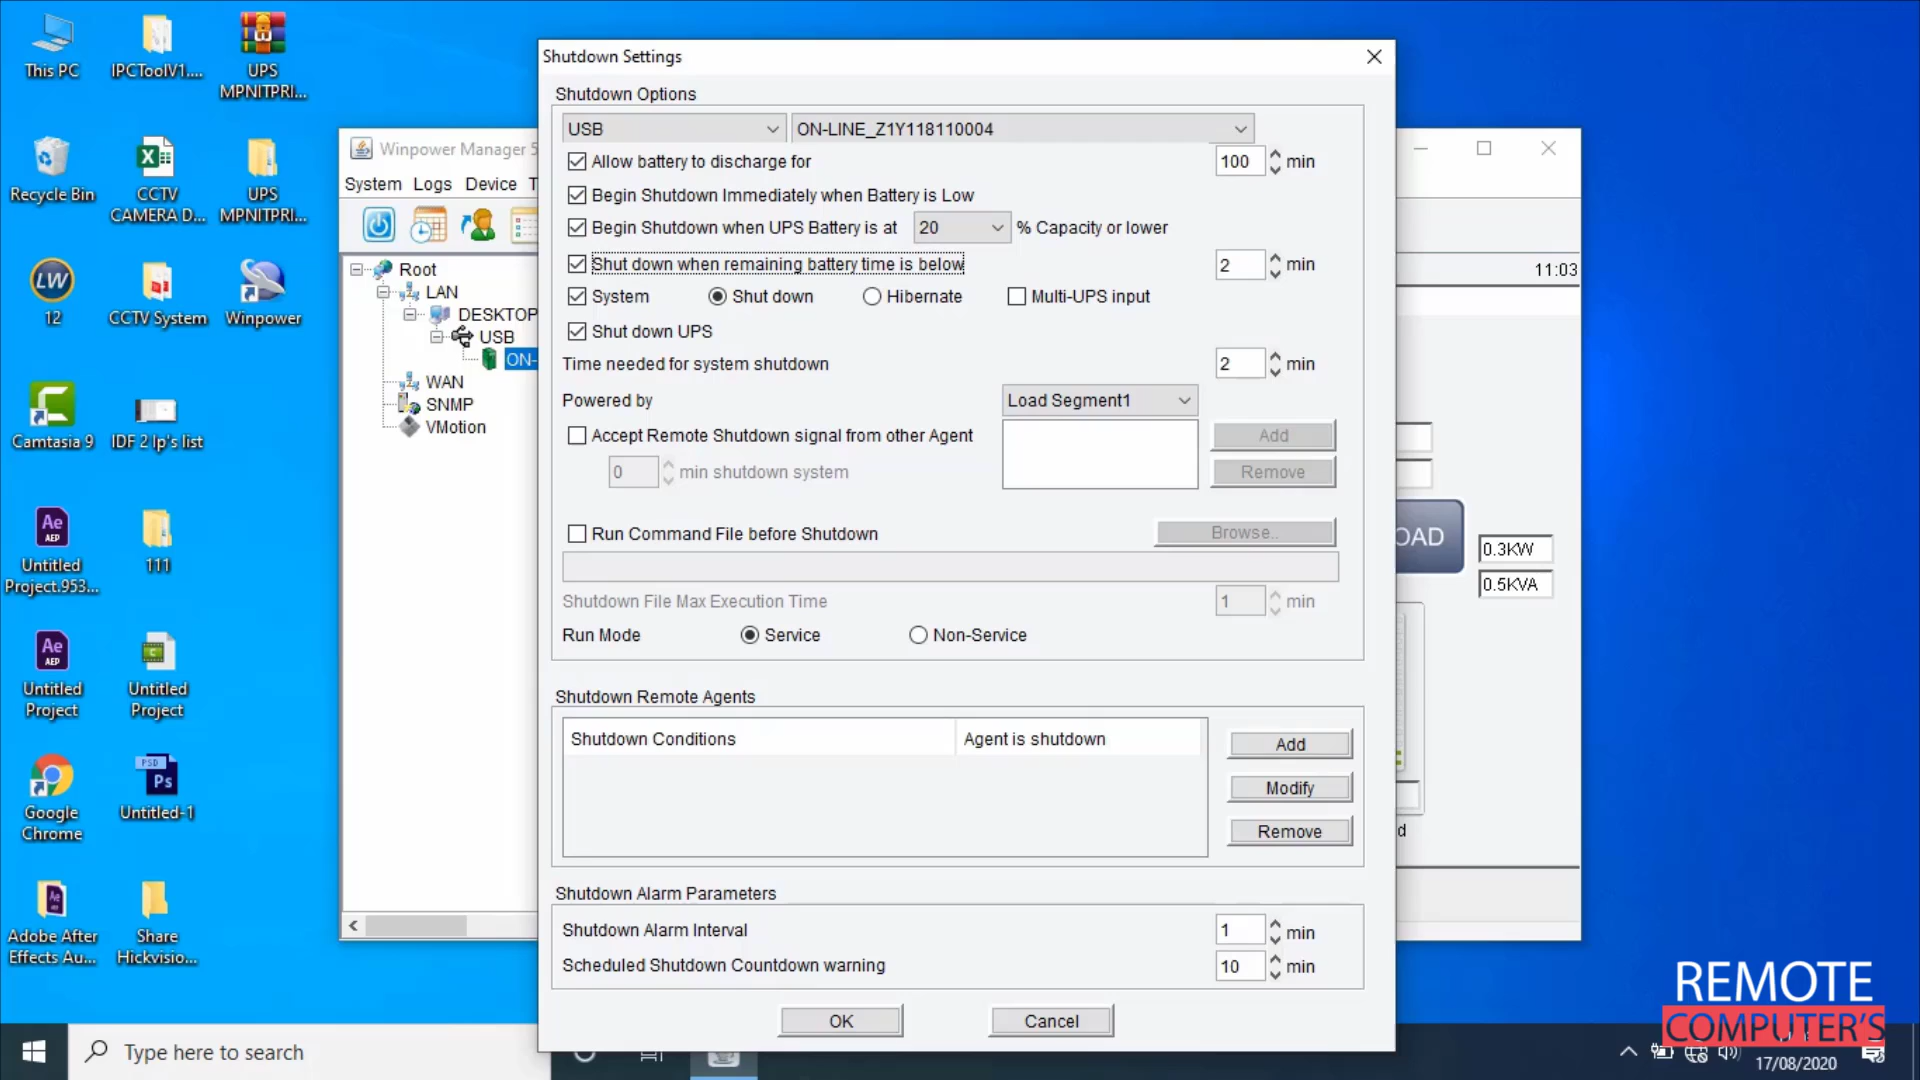 This PC
IPCToolV1....
UPS
MPNITPRI...
Recycle Bin
CCTV
CAMERA D...
UPS
MPNITPRI...
12
CCTV System
Winpower
Camtasia 9
IDF 2 Ip's list
Untitled
Project.953...
111
Untitled
Project
Untitled
Project
Google
Chrome
Untitled-1
Adobe After
Effects Au...
Share
Hickvisio...
Winpower Manager 5
System Logs Device T
Root
LAN
DESKTOP
USB
ON-
WAN
SNMP
VMotion
Shutdown Settings
Shutdown Options
USB ON-LINE_Z1Y118110004
Allow battery to discharge for 100 min
Begin Shutdown Immediately when Battery is Low
Begin Shutdown when UPS Battery is at 20 % Capacity or lower
Shut down when remaining battery time is below 2 min
System Shut down Hibernate Multi-UPS input
Shut down UPS
Time needed for system shutdown 2 min
Powered by Load Segment1
Accept Remote Shutdown signal from other Agent Add
0 min shutdown system Remove
Run Command File before Shutdown Browse..
Shutdown File Max Execution Time 1 min
Run Mode Service Non-Service
Shutdown Remote Agents
Shutdown Conditions Agent is shutdown
Add
Modify
Remove
Shutdown Alarm Parameters
Shutdown Alarm Interval 1 min
Scheduled Shutdown Countdown warning 10 min
OK Cancel
11:03
OAD
0.3KW
0.5KVA
d
REMOTE
COMPUTER'S
Type here to search
17/08/2020